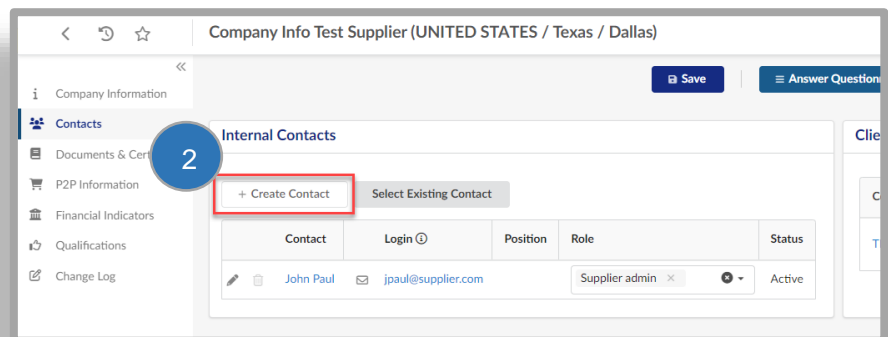 Company Info Test Supplier (UNITED STATES / Texas / Dallas)
Save
Answer Question
i Company Information
Contacts
Documents & Cert
P2P Information
Financial Indicators
Qualifications
Change Log
2
Internal Contacts
+ Create Contact
Select Existing Contact
Contact Login Position Role Status
John Paul jpaul@supplier.com Supplier admin × Active
Clie
C